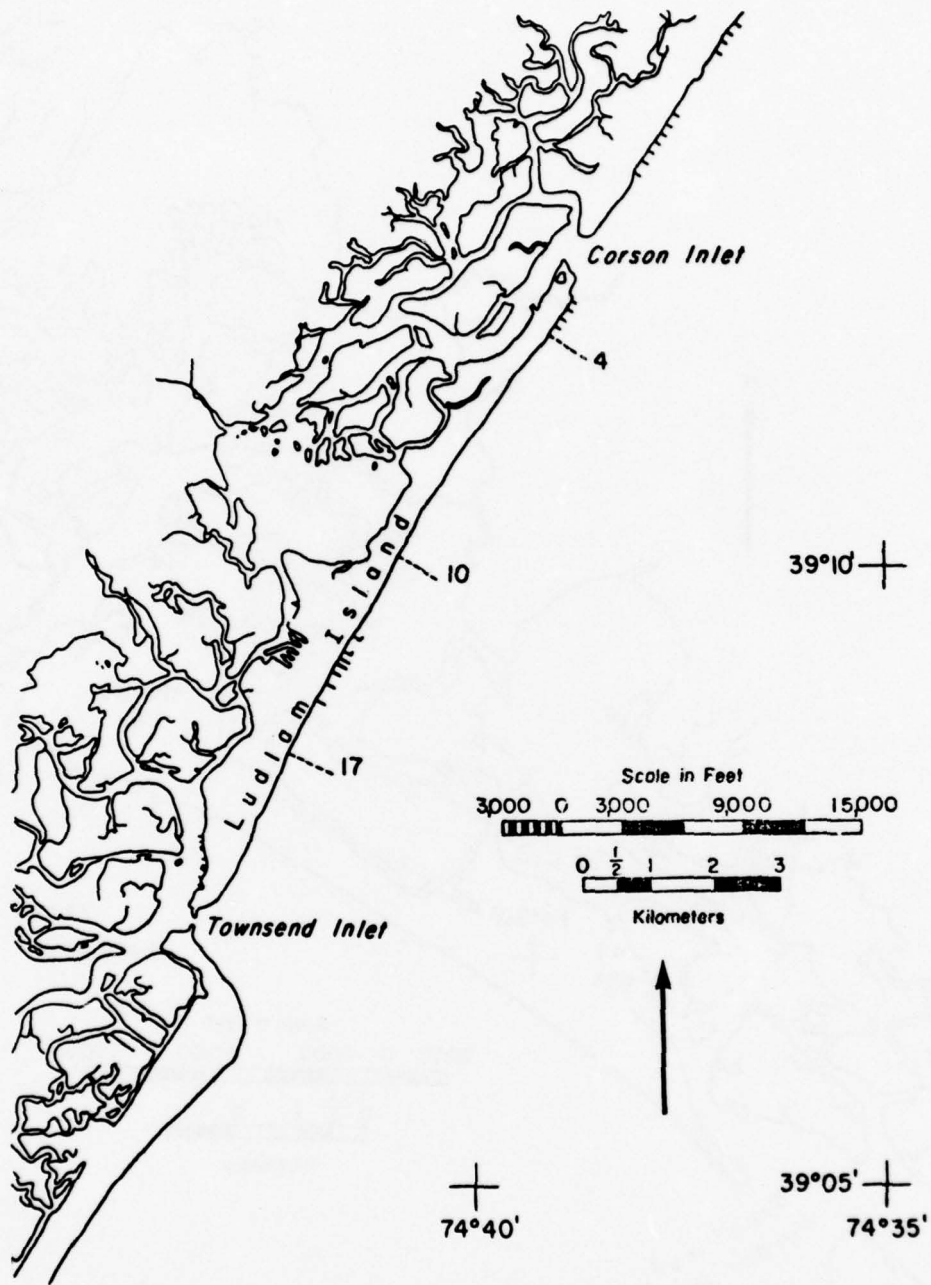 Corson Inlet
4
10
39°10'
Ludlam Island
17
Scale in Feet
3,000 0 3,000 9,000 15,000
0 ½ 1 2 3
Kilometers
Townsend Inlet
39°05'
74°40' 74°35'